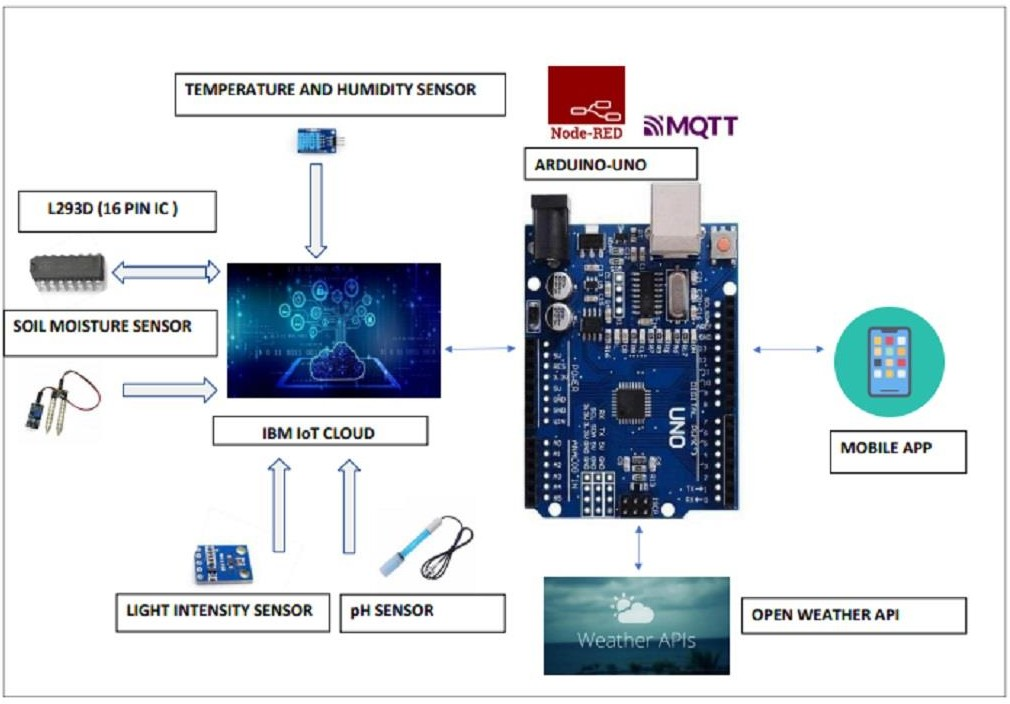 TEMPERATURE AND HUMIDITY SENSOR
Node-RED
MQTT
ARDUINO-UNO
L293D (16 PIN IC )
SOIL MOISTURE SENSOR
IBM IoT CLOUD
UNO
POWER
MOBILE APP
LIGHT INTENSITY SENSOR
pH SENSOR
Weather APIs
OPEN WEATHER API